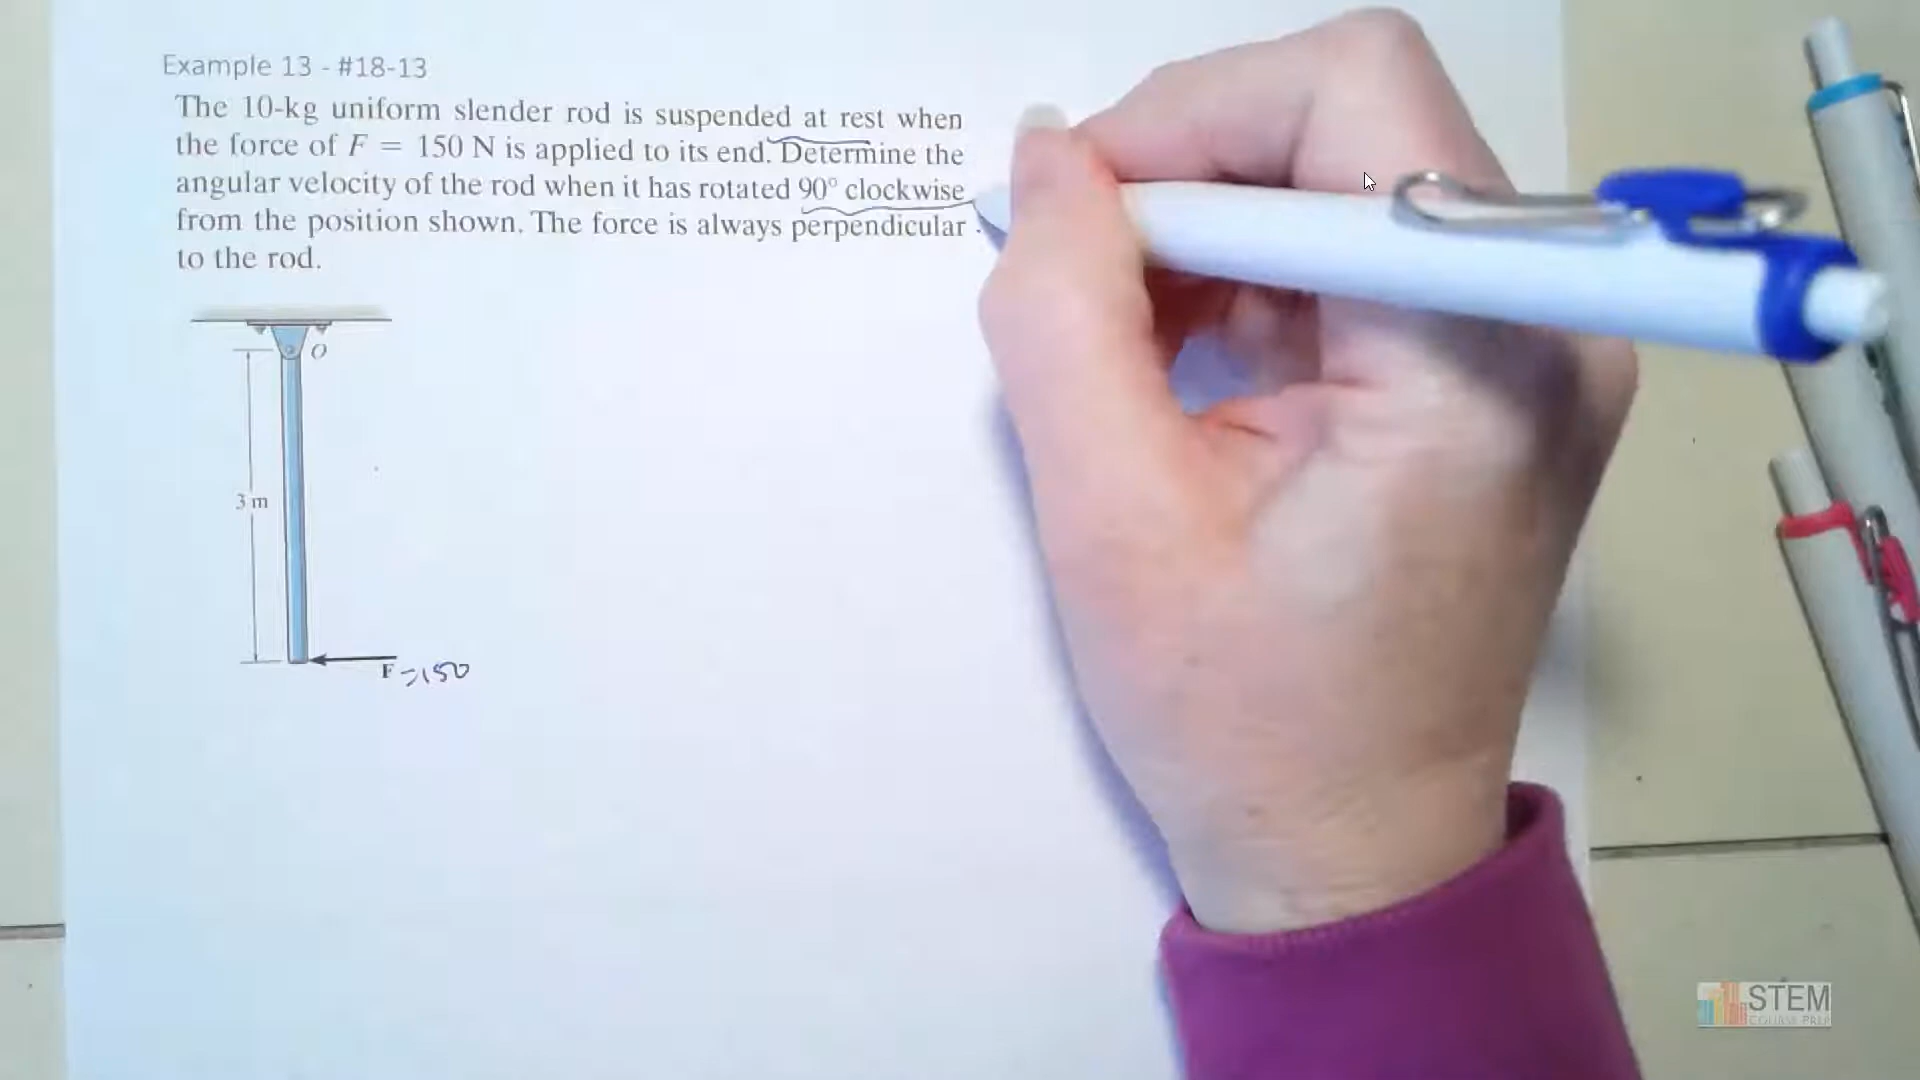 Example 13 - #18-13
The 10-kg uniform slender rod is suspended at rest when
the force of F = 150 N is applied to its end. Determine the
angular velocity of the rod when it has rotated 90° clockwise
from the position shown. The force is always perpendicular
to the rod.
O
3 m
F =150
STEM
COURSE PREP